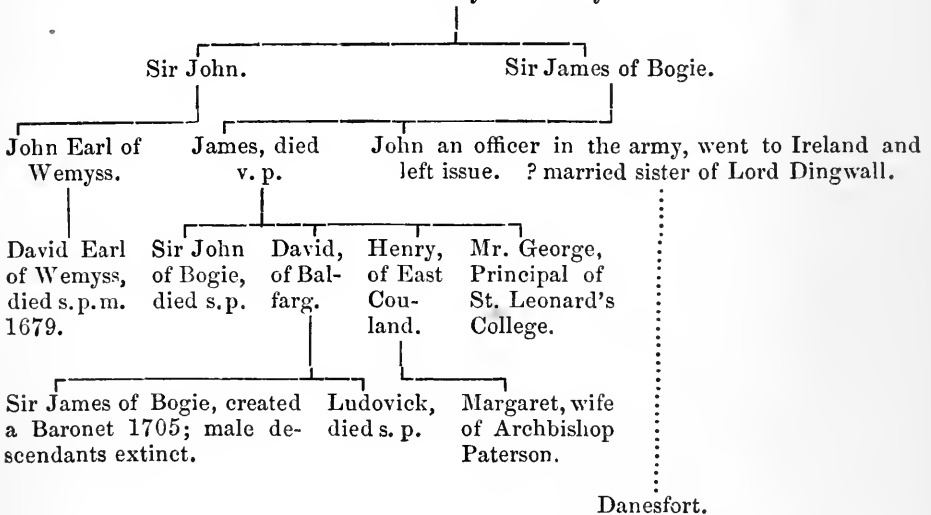 Sir John. Sir James of Bogie.
John Earl of James, died John an officer in the army, went to Ireland and
Wemyss. v. p. left issue. ? married sister of Lord Dingwall.
David Earl Sir John David, Henry, Mr. George,
of Wemyss, of Bogie, of Bal- of East Principal of
died s. p. m. died s. p. farg. Cou- St. Leonard's
1679. land. College.
Sir James of Bogie, created Ludovick, Margaret, wife
a Baronet 1705; male de- died s. p. of Archbishop
scendants extinct. Paterson.
Danesfort.